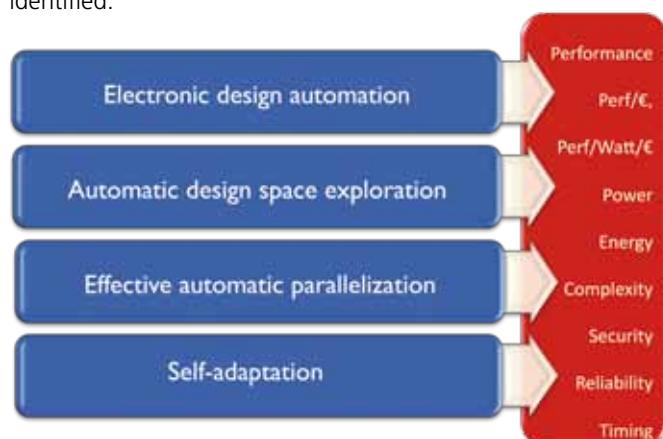 identified:
Electronic design automation
Automatic design space exploration
Effective automatic parallelization
Self-adaptation
Performance
Perf/€,
Perf/Watt/€
Power
Energy
Complexity
Security
Reliability
Timing